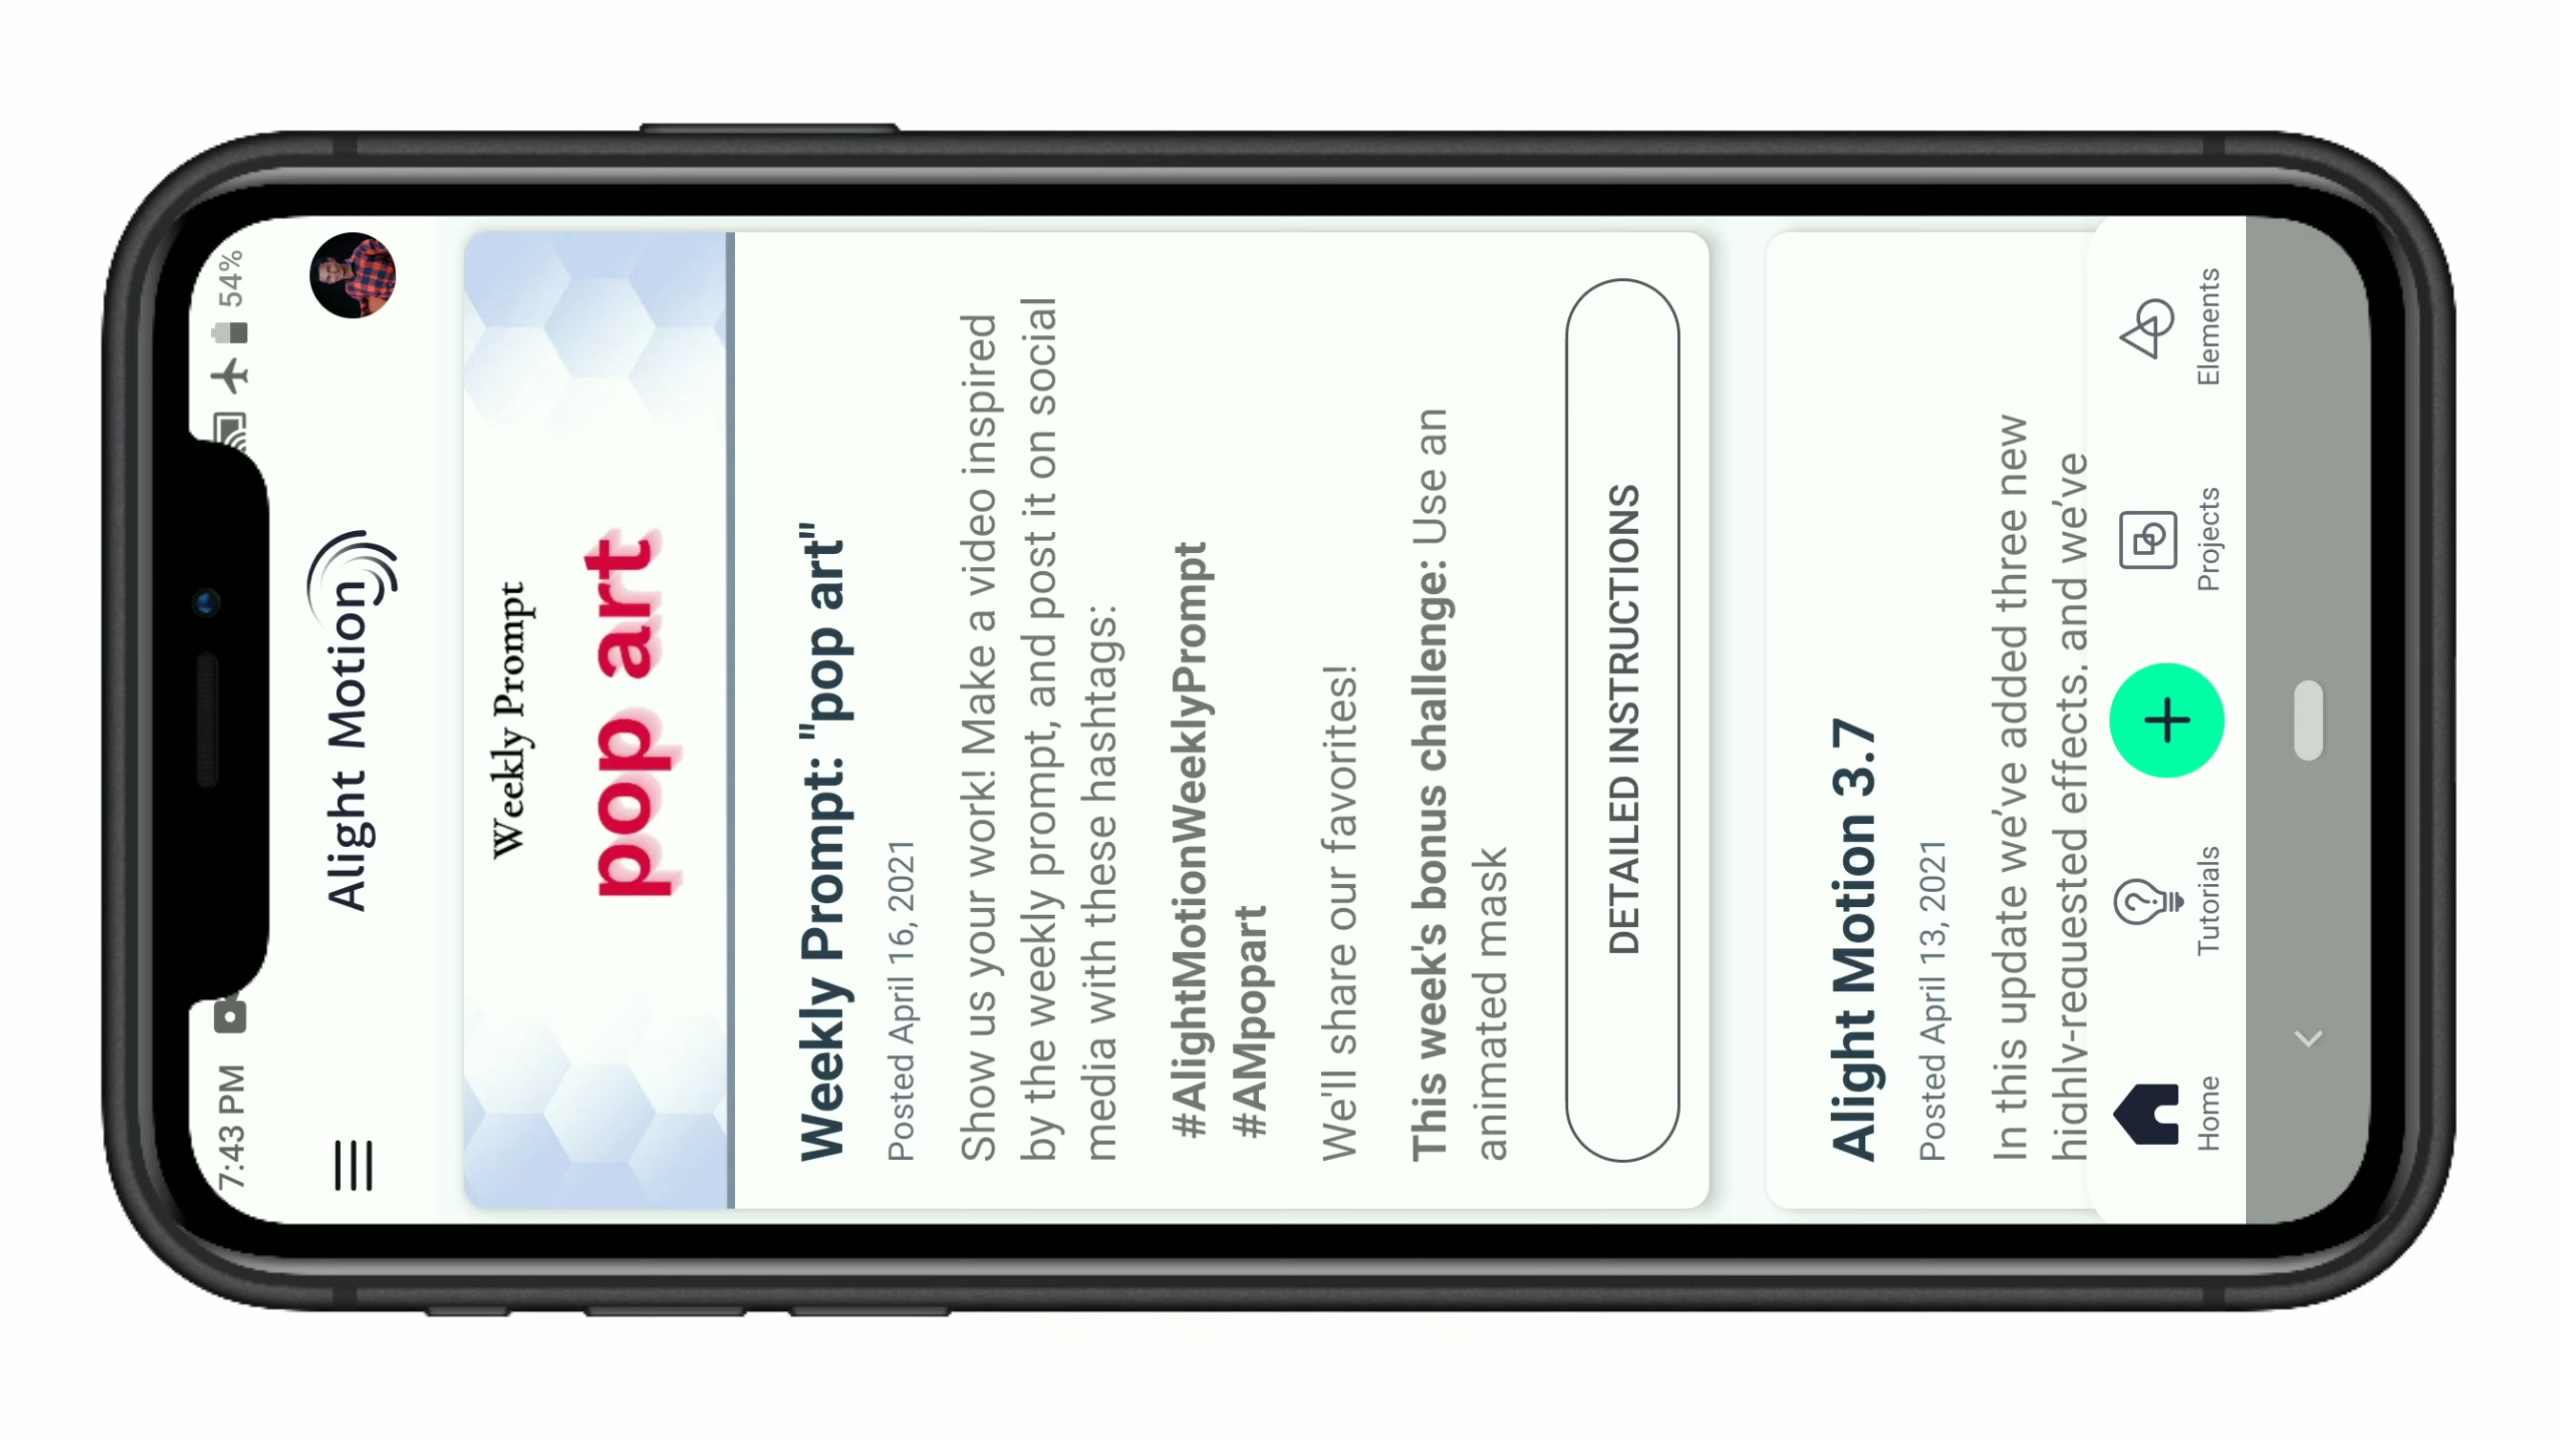 7:43 PM
54%
Alight Motion
Weekly Prompt
pop art
Weekly Prompt: "pop art"
Posted April 16, 2021
Show us your work! Make a video inspired
by the weekly prompt, and post it on social
media with these hashtags:
#AlightMotionWeeklyPrompt
#AMpopart
We'll share our favorites!
This week's bonus challenge: Use an
animated mask
DETAILED INSTRUCTIONS
Alight Motion 3.7
Posted April 13, 2021
In this update we've added three new
highly-requested effects, and we've
Home
Tutorials
Projects
Elements